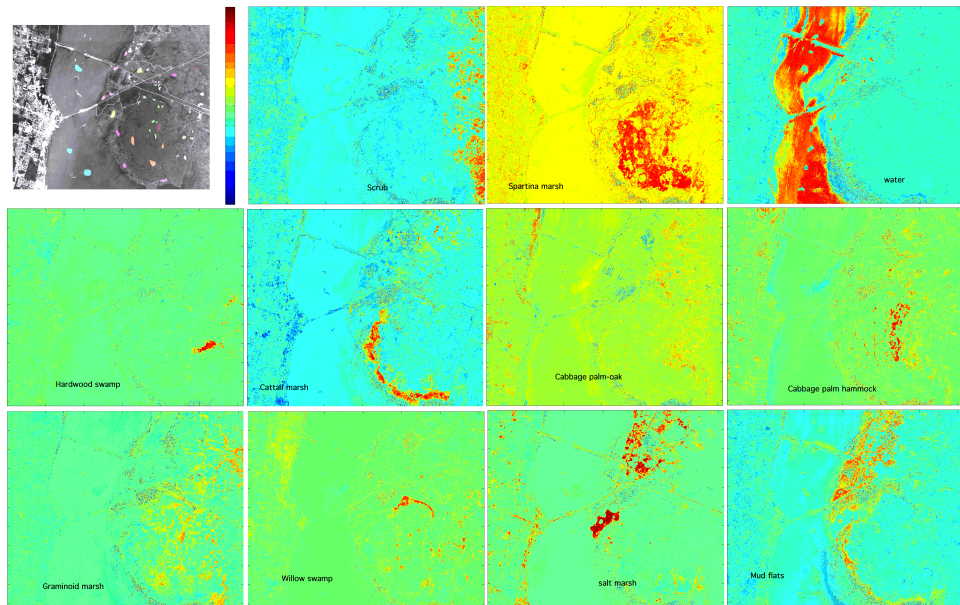 Scrub
Spartina marsh
water
Hardwood swamp
Cattail marsh
Cabbage palm-oak
Cabbage palm hammock
Graminoid marsh
Willow swamp
salt marsh
Mud flats